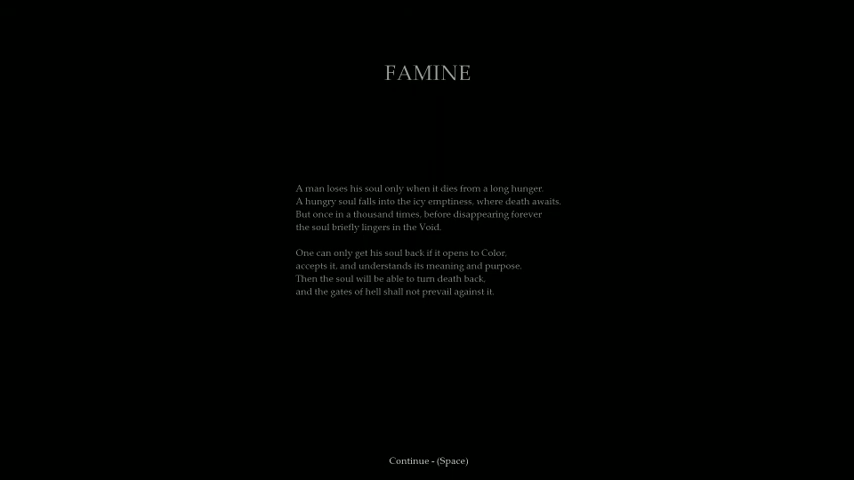 FAMINE
A man loses his soul only when it dies from a long hunger.
A hungry soul falls into the icy emptiness, where death awaits.
But once in a thousand times, before disappearing forever
the soul briefly lingers in the Void.
One can only get his soul back if it opens to Color,
accepts it, and understands its meaning and purpose.
Then the soul will be able to turn death back,
and the gates of hell shall not prevail against it.
Continue - (Space)